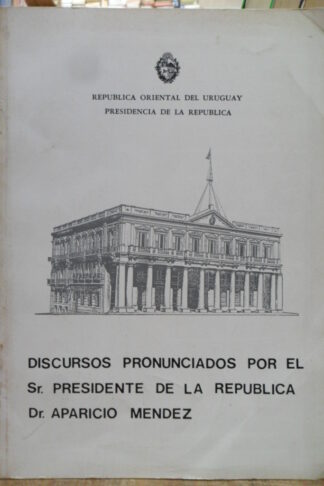 REPUBLICA ORIENTAL DEL URUGUAY
PRESIDENCIA DE LA REPUBLICA
DISCURSOS PRONUNCIADOS POR EL
Sr. PRESIDENTE DE LA REPUBLICA
Dr. APARICIO MENDEZ